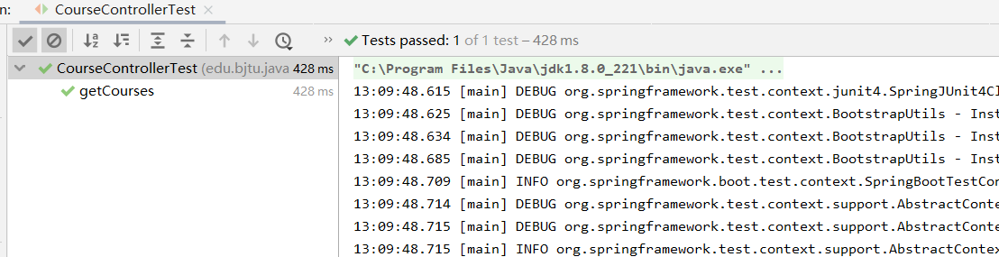 n: CourseControllerTest
Tests passed: 1 of 1 test – 428 ms
CourseControllerTest (edu.bjtu.java 428 ms
getCourses 428 ms
"C:\Program Files\Java\jdk1.8.0_221\bin\java.exe" ...
13:09:48.615 [main] DEBUG org.springframework.test.context.junit4.SpringJUnit4Cl
13:09:48.625 [main] DEBUG org.springframework.test.context.BootstrapUtils - Inst
13:09:48.634 [main] DEBUG org.springframework.test.context.BootstrapUtils - Inst
13:09:48.685 [main] DEBUG org.springframework.test.context.BootstrapUtils - Inst
13:09:48.709 [main] INFO org.springframework.boot.test.context.SpringBootTestCon
13:09:48.714 [main] DEBUG org.springframework.test.context.support.AbstractConte
13:09:48.715 [main] DEBUG org.springframework.test.context.support.AbstractConte
13:09:48.715 [main] INFO org.springframework.test.context.support.AbstractContex